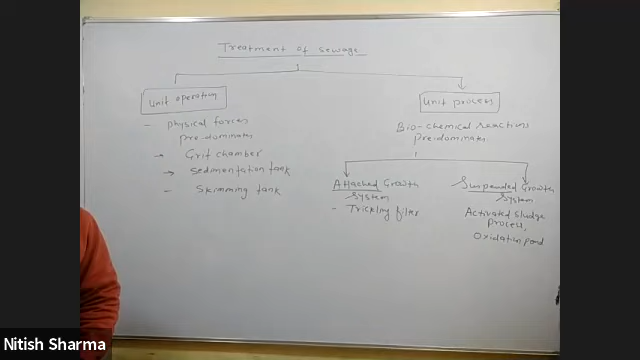 Treatment of sewage
Unit operation
- physical forces
predominates
→ Grit chamber
→ Sedimentation tank
- Skimming tank
Unit process
Bio-chemical reactions
predominates
Attached Growth
System
- Trickling filter
Suspended Growth
System
Activated sludge
process,
Oxidation pond
Nitish Sharma